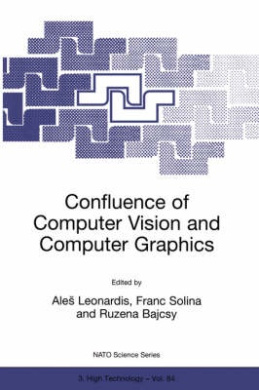 Confluence of
Computer Vision and
Computer Graphics
Edited by
Aleš Leonardis, Franc Solina
and Ruzena Bajcsy
NATO Science Series
3. High Technology – Vol. 84